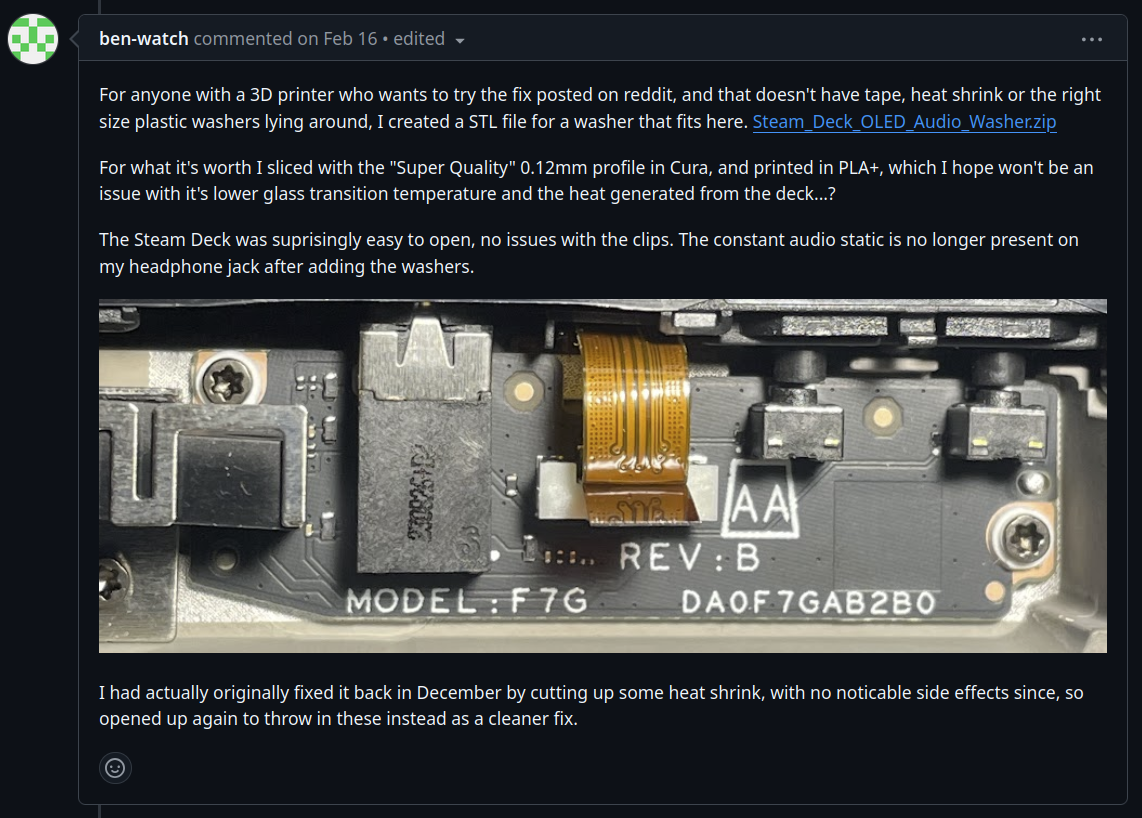 ben-watch commented on Feb 16 • edited
For anyone with a 3D printer who wants to try the fix posted on reddit, and that doesn't have tape, heat shrink or the right
size plastic washers lying around, I created a STL file for a washer that fits here. Steam_Deck_OLED_Audio_Washer.zip
For what it's worth I sliced with the "Super Quality" 0.12mm profile in Cura, and printed in PLA+, which I hope won't be an
issue with it's lower glass transition temperature and the heat generated from the deck...?
The Steam Deck was suprisingly easy to open, no issues with the clips. The constant audio static is no longer present on
my headphone jack after adding the washers.
AA
REV:B
MODEL:F7G DA0F7GAB2B0
I had actually originally fixed it back in December by cutting up some heat shrink, with no noticable side effects since, so
opened up again to throw in these instead as a cleaner fix.